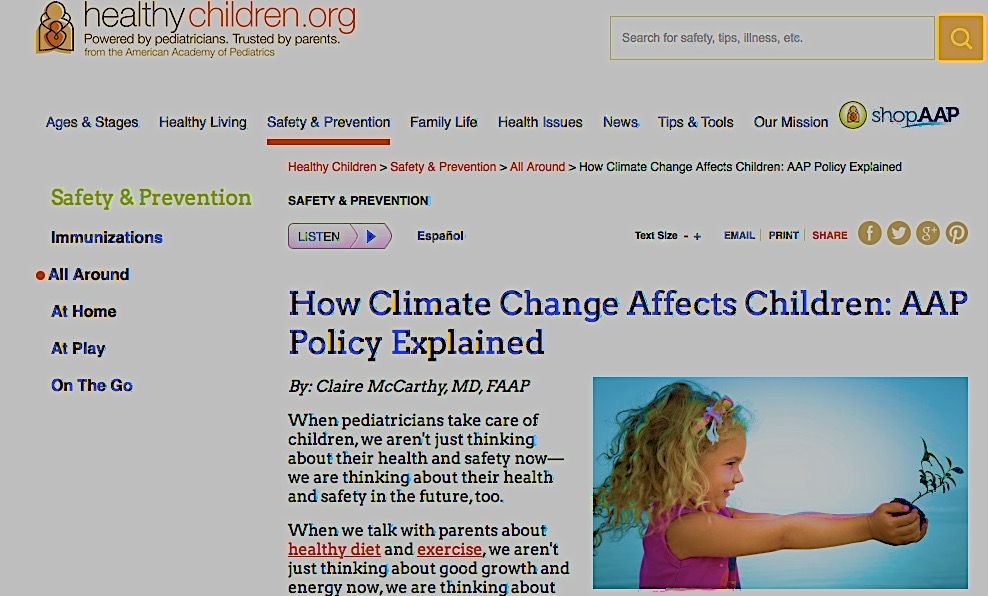 healthychildren.org
Powered by pediatricians. Trusted by parents.
from the American Academy of Pediatrics
Search for safety, tips, illness, etc.
Ages & Stages Healthy Living Safety & Prevention Family Life Health Issues News Tips & Tools Our Mission shopAAP
Healthy Children > Safety & Prevention > All Around > How Climate Change Affects Children: AAP Policy Explained
Safety & Prevention
Immunizations
All Around
At Home
At Play
On The Go
SAFETY & PREVENTION
LISTEN Español Text Size - + EMAIL PRINT SHARE f g+
How Climate Change Affects Children: AAP
Policy Explained
By: Claire McCarthy, MD, FAAP
When pediatricians take care of
children, we aren't just thinking
about their health and safety now—
we are thinking about their health
and safety in the future, too.
When we talk with parents about
healthy diet and exercise, we aren't
just thinking about good growth and
energy now, we are thinking about